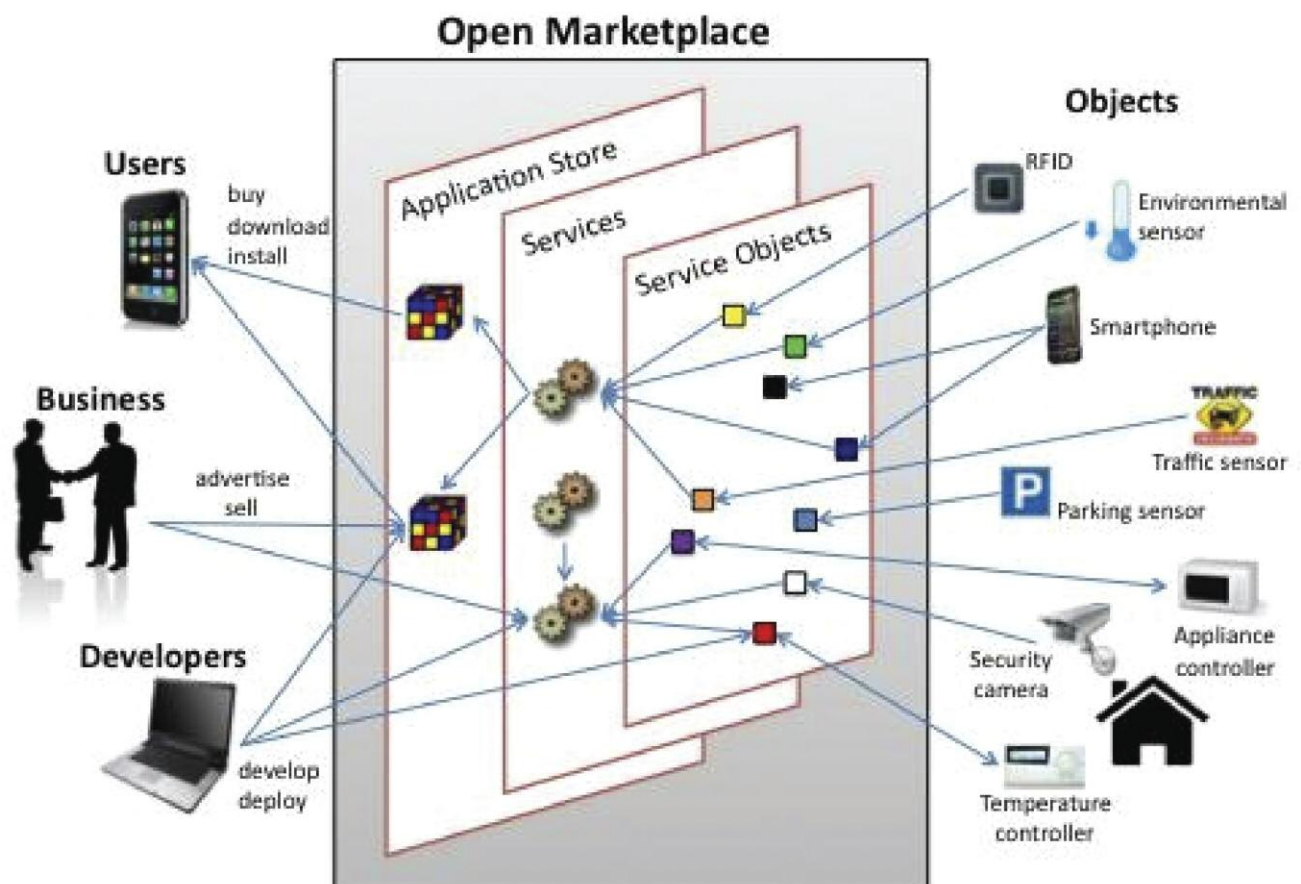 Open Marketplace
Users
buy
download
install
Business
advertise
sell
Developers
develop
deploy
Application Store
Services
Service Objects
Objects
RFID
Environmental
sensor
Smartphone
TRAFFIC
Traffic sensor
P
Parking sensor
Appliance
controller
Security
camera
Temperature
controller